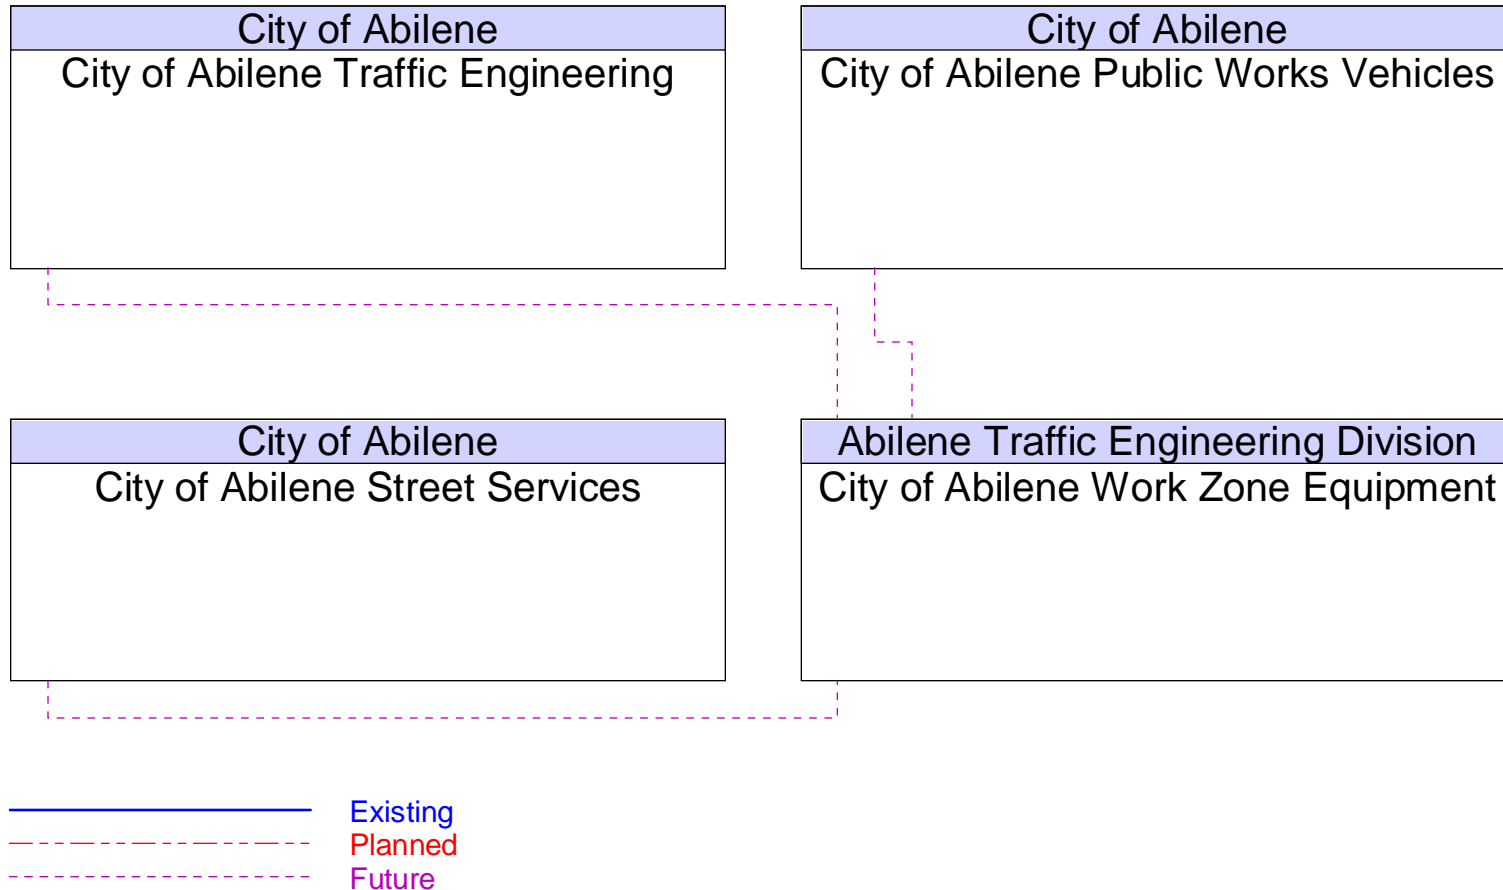 City of Abilene
City of Abilene Traffic Engineering
City of Abilene
City of Abilene Public Works Vehicles
City of Abilene
City of Abilene Street Services
Abilene Traffic Engineering Division
City of Abilene Work Zone Equipment
Existing
Planned
Future